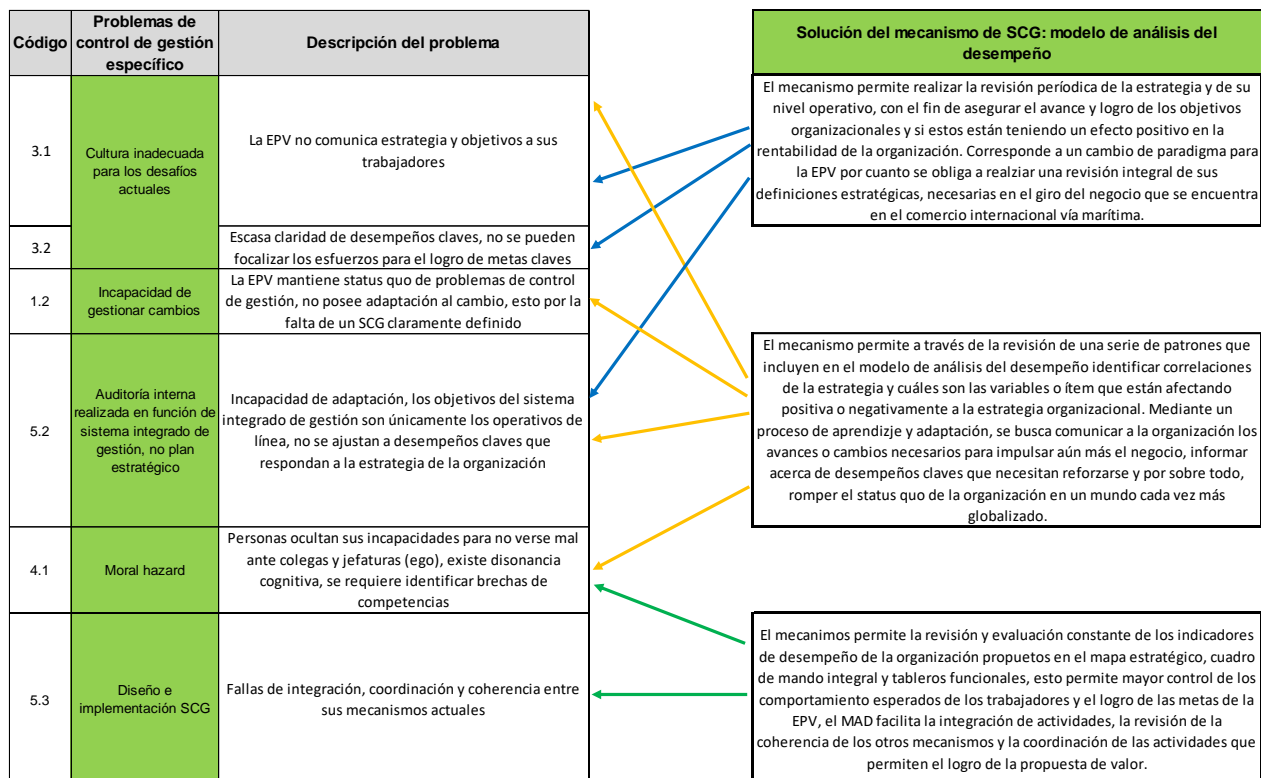 Código
Problemas de
control de gestión
específico
Descripción del problema
3.1
Cultura inadecuada
para los desafíos
actuales
La EPV no comunica estrategia y objetivos a sus
trabajadores
3.2
Escasa claridad de desempeños claves, no se pueden
focalizar los esfuerzos para el logro de metas claves
1.2
Incapacidad de
gestionar cambios
La EPV mantiene status quo de problemas de control
de gestión, no posee adaptación al cambio, esto por la
falta de un SCG claramente definido
5.2
Auditoría interna
realizada en función de
sistema integrado de
gestión, no plan
estratégico
Incapacidad de adaptación, los objetivos del sistema
integrado de gestión son únicamente los operativos de
línea, no se ajustan a desempeños claves que
respondan a la estrategia de la organización
4.1
Moral hazard
Personas ocultan sus incapacidades para no verse mal
ante colegas y jefaturas (ego), existe disonancia
cognitiva, se requiere identificar brechas de
competencias
5.3
Diseño e
implementación SCG
Fallas de integración, coordinación y coherencia entre
sus mecanismos actuales
Solución del mecanismo de SCG: modelo de análisis del
desempeño
El mecanismo permite realizar la revisión períodica de la estrategia y de su
nivel operativo, con el fin de asegurar el avance y logro de los objetivos
organizacionales y si estos están teniendo un efecto positivo en la
rentabilidad de la organización. Corresponde a un cambio de paradigma para
la EPV por cuanto se obliga a realziar una revisión integral de sus
definiciones estratégicas, necesarias en el giro del negocio que se encuentra
en el comercio internacional vía marítima.
El mecanismo permite a través de la revisión de una serie de patrones que
incluyen en el modelo de análisis del desempeño identificar correlaciones
de la estrategia y cuáles son las variables o ítem que están afectando
positiva o negativamente a la estrategia organizacional. Mediante un
proceso de aprendizje y adaptación, se busca comunicar a la organización los
avances o cambios necesarios para impulsar aún más el negocio, informar
acerca de desempeños claves que necesitan reforzarse y por sobre todo,
romper el status quo de la organización en un mundo cada vez más
globalizado.
El mecanimos permite la revisión y evaluación constante de los indicadores
de desempeño de la organización propuetos en el mapa estratégico, cuadro
de mando integral y tableros funcionales, esto permite mayor control de los
comportamiento esperados de los trabajadores y el logro de las metas de la
EPV, el MAD facilita la integración de actividades, la revisión de la
coherencia de los otros mecanismos y la coordinación de las actividades que
permiten el logro de la propuesta de valor.